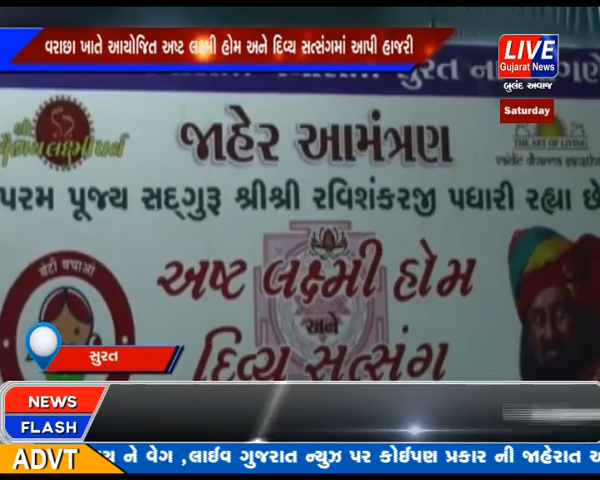 વરાછા ખાતે આયોજિત અષ્ટ લક્ષ્મી હોમ અને દિવ્ય સત્સંગમાં આપી હાજરી
LIVE
Gujarat News
બુલંદ અવાજ
Saturday
સુરત
જાહેર આમંત્રણ
THE ART OF LIVING
પરમ પૂજ્ય સદ્ગુરુ શ્રીશ્રી રવિશંકરજી પધારી રહ્યા છે
અષ્ટ લક્ષ્મી હોમ
અને
દિવ્ય સત્સંગ
બેટી બચાઓ
સુરત
NEWS
FLASH
ADVT
ને વેગ ,લાઈવ ગુજરાત ન્યુઝ પર કોઈપણ પ્રકાર ની જાહેરાત